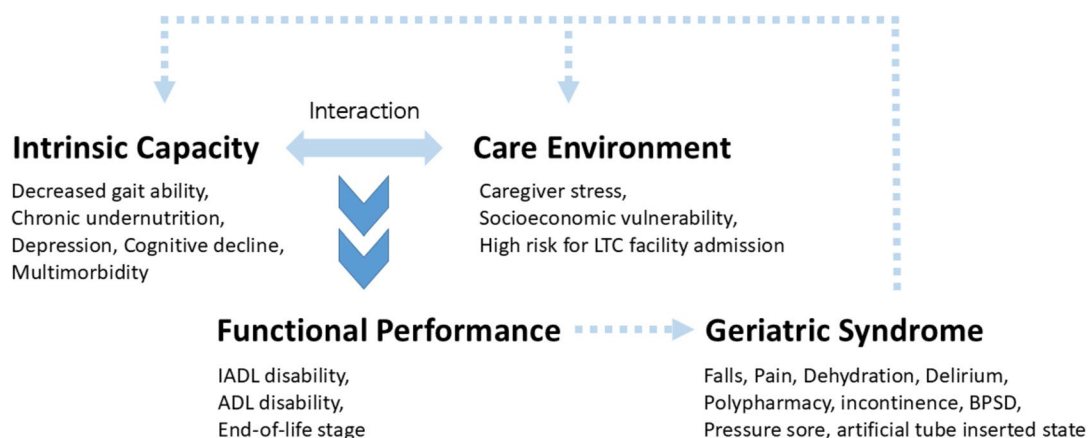 Interaction
Intrinsic Capacity
Decreased gait ability,
Chronic undernutrition,
Depression, Cognitive decline,
Multimorbidity
Care Environment
Caregiver stress,
Socioeconomic vulnerability,
High risk for LTC facility admission
Functional Performance
IADL disability,
ADL disability,
End-of-life stage
Geriatric Syndrome
Falls, Pain, Dehydration, Delirium,
Polypharmacy, incontinence, BPSD,
Pressure sore, artificial tube inserted state